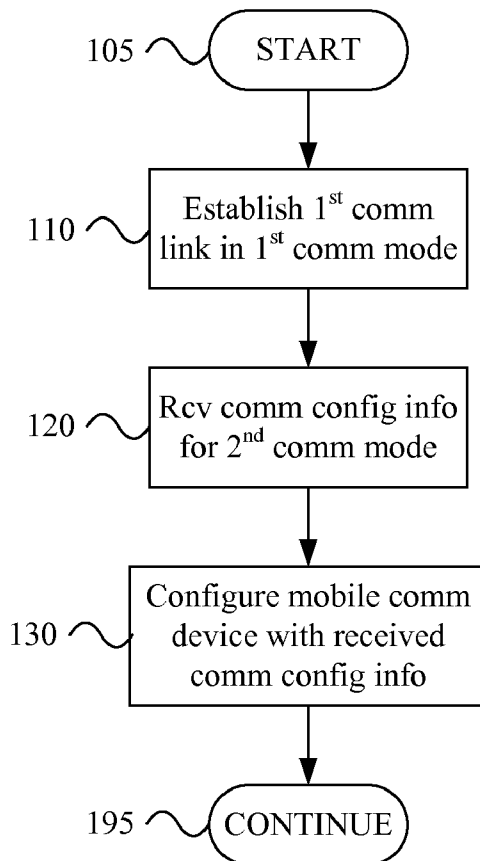 105
START
110
Establish 1st comm
link in 1st comm mode
120
Rcv comm config info
for 2nd comm mode
130
Configure mobile comm
device with received
comm config info
195
CONTINUE